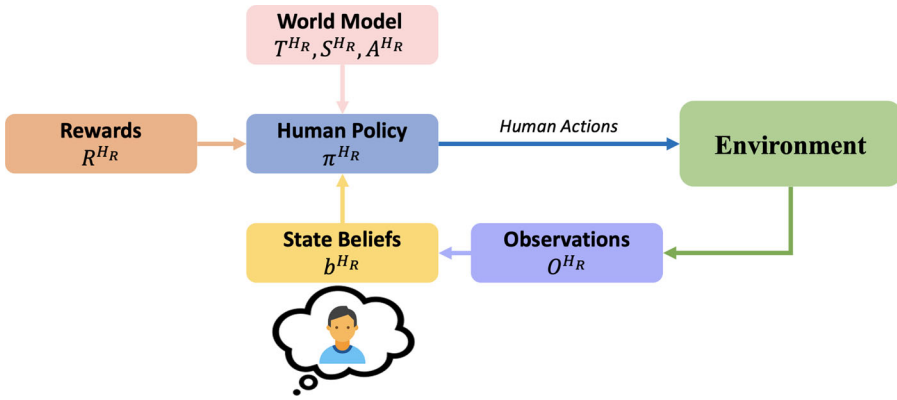 World Model
T^{H_R}, S^{H_R}, A^{H_R}
Rewards
R^{H_R}
Human Policy
π^{H_R}
Human Actions
Environment
State Beliefs
b^{H_R}
Observations
O^{H_R}